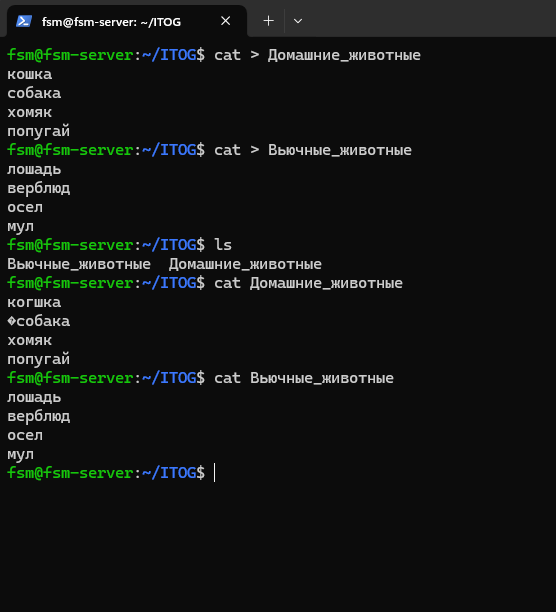 fsm@fsm-server: ~/ITOG
fsm@fsm-server:~/ITOG$ cat > Домашние_животные
кошка
собака
хомяк
попугай
fsm@fsm-server:~/ITOG$ cat > Вьючные_животные
лошадь
верблюд
осел
мул
fsm@fsm-server:~/ITOG$ ls
Вьючные_животные  Домашние_животные
fsm@fsm-server:~/ITOG$ cat Домашние_животные
когшка
�собака
хомяк
попугай
fsm@fsm-server:~/ITOG$ cat Вьючные_животные
лошадь
верблюд
осел
мул
fsm@fsm-server:~/ITOG$